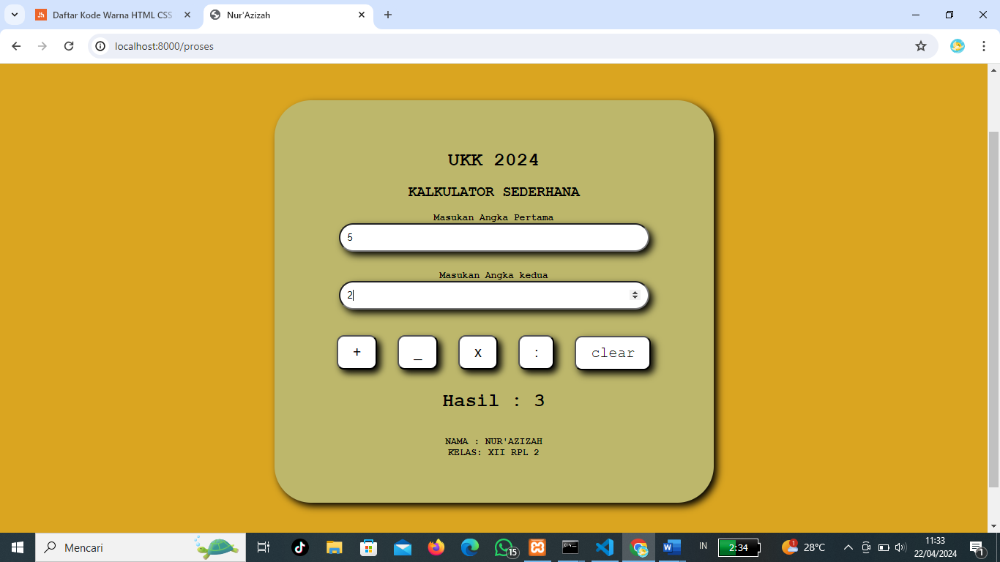 Daftar Kode Warna HTML CSS
Nur'Azizah
localhost:8000/proses
UKK 2024
KALKULATOR SEDERHANA
Masukan Angka Pertama
5
Masukan Angka kedua
2
+ _ x : clear
Hasil : 3
NAMA : NUR'AZIZAH
KELAS: XII RPL 2
Mencari
15
IN
2:34
1
28°C
11:33
22/04/2024
1